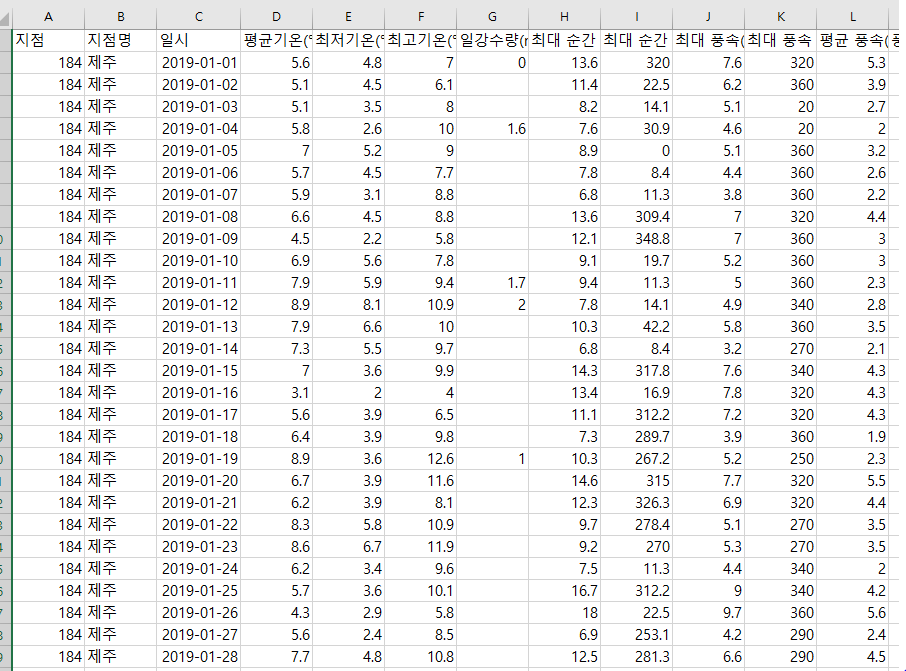 A B C D E F G H I J K L
지점 지점명 일시 평균기온(° 최저기온(° 최고기온(° 일강수량(r 최대 순간 최대 순간 최대 풍속( 최대 풍속 평균 풍속(
184 제주 2019-01-01 5.6 4.8 7 0 13.6 320 7.6 320 5.3
184 제주 2019-01-02 5.1 4.5 6.1 11.4 22.5 6.2 360 3.9
184 제주 2019-01-03 5.1 3.5 8 8.2 14.1 5.1 20 2.7
184 제주 2019-01-04 5.8 2.6 10 1.6 7.6 30.9 4.6 20 2
184 제주 2019-01-05 7 5.2 9 8.9 0 5.1 360 3.2
184 제주 2019-01-06 5.7 4.5 7.7 7.8 8.4 4.4 360 2.6
184 제주 2019-01-07 5.9 3.1 8.8 6.8 11.3 3.8 360 2.2
184 제주 2019-01-08 6.6 4.5 8.8 13.6 309.4 7 320 4.4
184 제주 2019-01-09 4.5 2.2 5.8 12.1 348.8 7 360 3
184 제주 2019-01-10 6.9 5.6 7.8 9.1 19.7 5.2 360 3
184 제주 2019-01-11 7.9 5.9 9.4 1.7 9.4 11.3 5 360 2.3
184 제주 2019-01-12 8.9 8.1 10.9 2 7.8 14.1 4.9 340 2.8
184 제주 2019-01-13 7.9 6.6 10 10.3 42.2 5.8 360 3.5
184 제주 2019-01-14 7.3 5.5 9.7 6.8 8.4 3.2 270 2.1
184 제주 2019-01-15 7 3.6 9.9 14.3 317.8 7.6 340 4.3
184 제주 2019-01-16 3.1 2 4 13.4 16.9 7.8 320 4.3
184 제주 2019-01-17 5.6 3.9 6.5 11.1 312.2 7.2 320 4.3
184 제주 2019-01-18 6.4 3.9 9.8 7.3 289.7 3.9 360 1.9
184 제주 2019-01-19 8.9 3.6 12.6 1 10.3 267.2 5.2 250 2.3
184 제주 2019-01-20 6.7 3.9 11.6 14.6 315 7.7 320 5.5
184 제주 2019-01-21 6.2 3.9 8.1 12.3 326.3 6.9 320 4.4
184 제주 2019-01-22 8.3 5.8 10.9 9.7 278.4 5.1 270 3.5
184 제주 2019-01-23 8.6 6.7 11.9 9.2 270 5.3 270 3.5
184 제주 2019-01-24 6.2 3.4 9.6 7.5 11.3 4.4 340 2
184 제주 2019-01-25 5.7 3.6 10.1 16.7 312.2 9 340 4.2
184 제주 2019-01-26 4.3 2.9 5.8 18 22.5 9.7 360 5.6
184 제주 2019-01-27 5.6 2.4 8.5 6.9 253.1 4.2 290 2.4
184 제주 2019-01-28 7.7 4.8 10.8 12.5 281.3 6.6 290 4.5